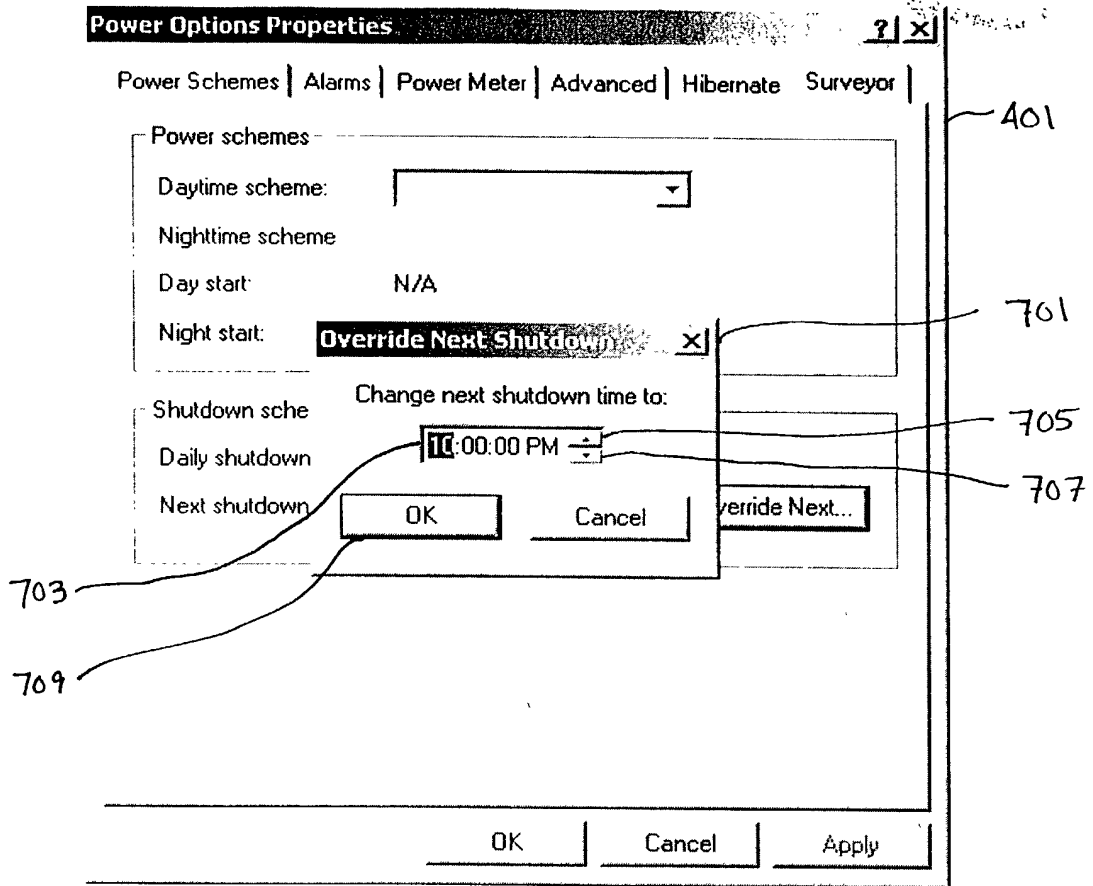 Power Options Properties ? ×
Power Schemes Alarms Power Meter Advanced Hibernate Surveyor
401
Power schemes
Daytime scheme:
Nighttime scheme
Day start: N/A
Night start:
701
Override Next Shutdown ×
Change next shutdown time to:
10:00:00 PM
705
707
OK Cancel
Shutdown sche
Daily shutdown
Next shutdown
verride Next...
703
709
OK Cancel Apply